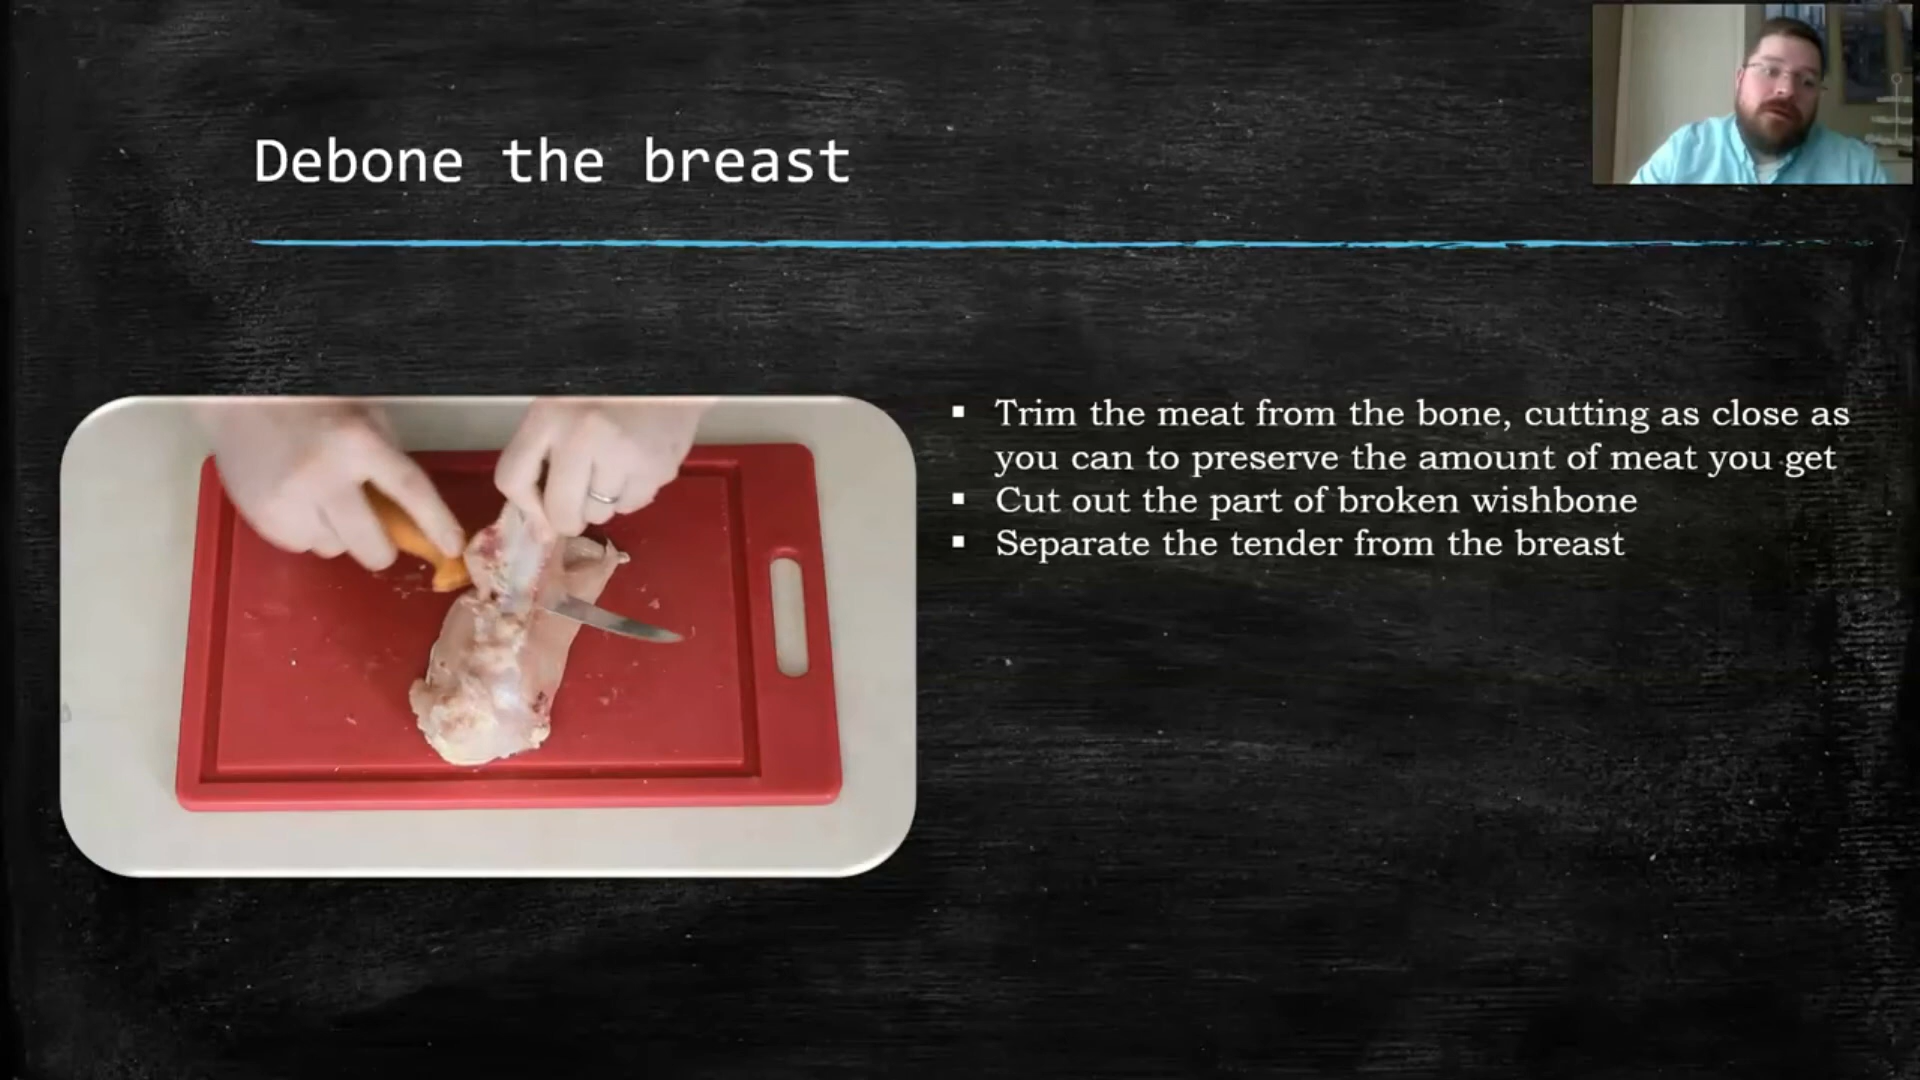 Debone the breast
▪ Trim the meat from the bone, cutting as close as
you can to preserve the amount of meat you get
▪ Cut out the part of broken wishbone
▪ Separate the tender from the breast